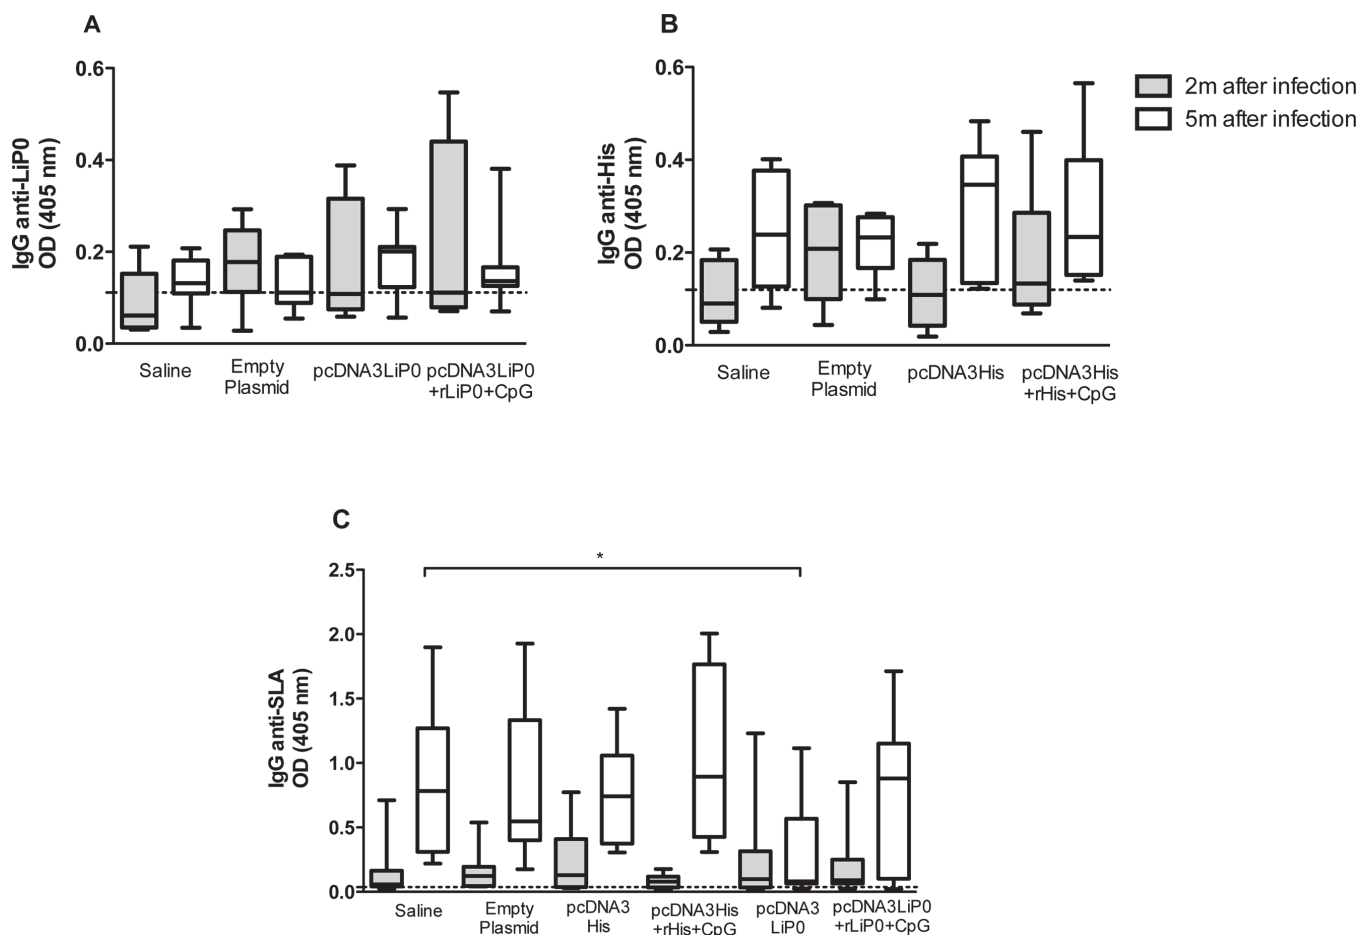 A
IgG anti-LiP0
OD (405 nm)
0.6
0.4
0.2
0.0
Saline
Empty
Plasmid
pcDNA3LiP0
pcDNA3LiP0
+rLiP0+CpG
B
IgG anti-His
OD (405 nm)
0.6
0.4
0.2
0.0
Saline
Empty
Plasmid
pcDNA3His
pcDNA3His
+rHis+CpG
2m after infection
5m after infection
C
IgG anti-SLA
OD (405 nm)
2.5
2.0
1.5
1.0
0.5
0.0
*
Saline
Empty
Plasmid
pcDNA3
His
pcDNA3His
+rHis+CpG
pcDNA3
LiP0
pcDNA3LiP0
+rLiP0+CpG